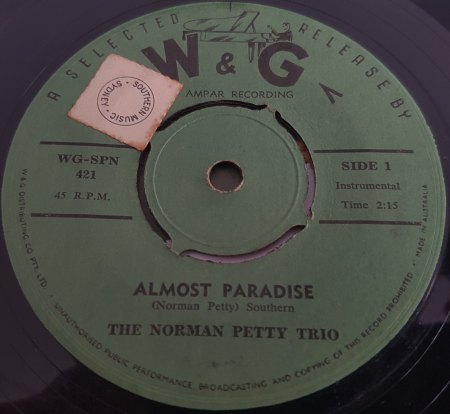 A SELECTED RELEASE BY
W & G
AMPAR RECORDING
SOUTHERN MUSIC
SYDNEY
WG-SPN
421
45 R.P.M.
SIDE 1
Instrumental
Time 2:15
ALMOST PARADISE
(Norman Petty) Southern
THE NORMAN PETTY TRIO
W & G DISTRIBUTING CO PTY. LTD.
UNAUTHORISED PUBLIC PERFORMANCE, BROADCASTING AND COPYING OF THIS RECORD PROHIBITED
MADE IN AUSTRALIA